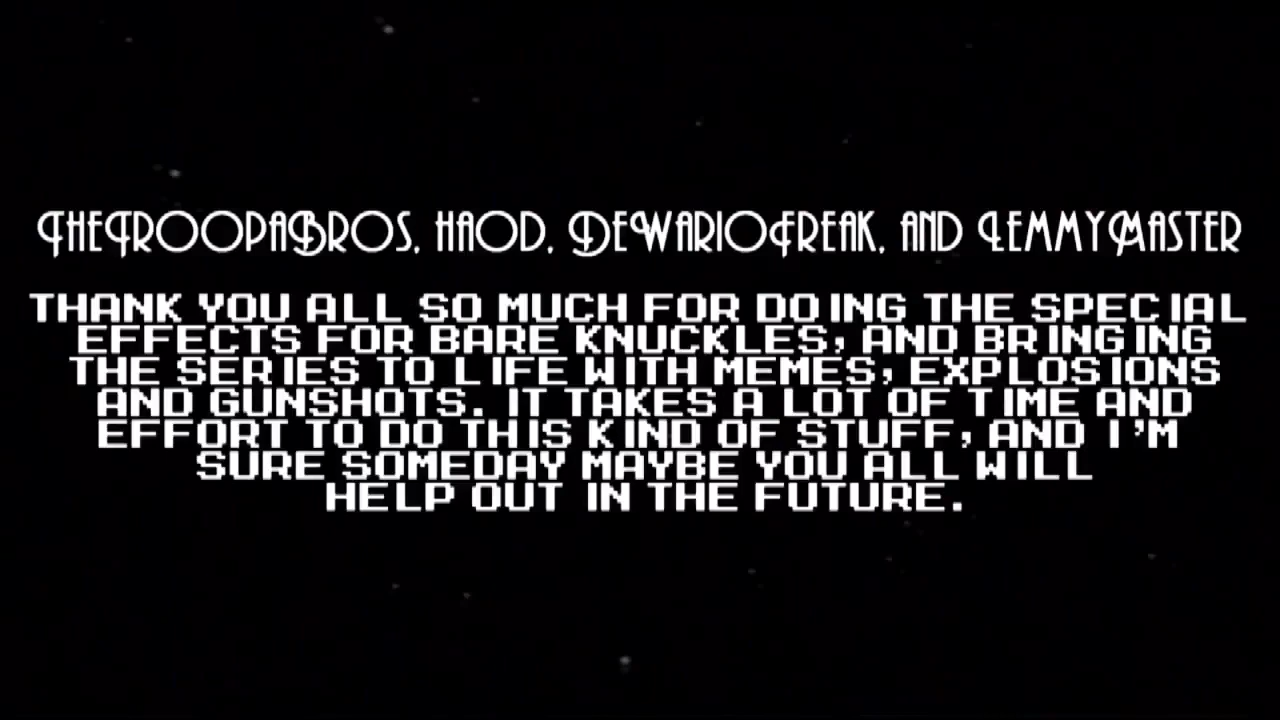 TheTroopaBros, HAOD, DeWarioFreak, and LemmyMaster
THANK YOU ALL SO MUCH FOR DOING THE SPECIAL
EFFECTS FOR BARE KNUCKLES, AND BRINGING
THE SERIES TO LIFE WITH MEMES, EXPLOSIONS
AND GUNSHOTS. IT TAKES A LOT OF TIME AND
EFFORT TO DO THIS KIND OF STUFF, AND I'M
SURE SOMEDAY MAYBE YOU ALL WILL
HELP OUT IN THE FUTURE.